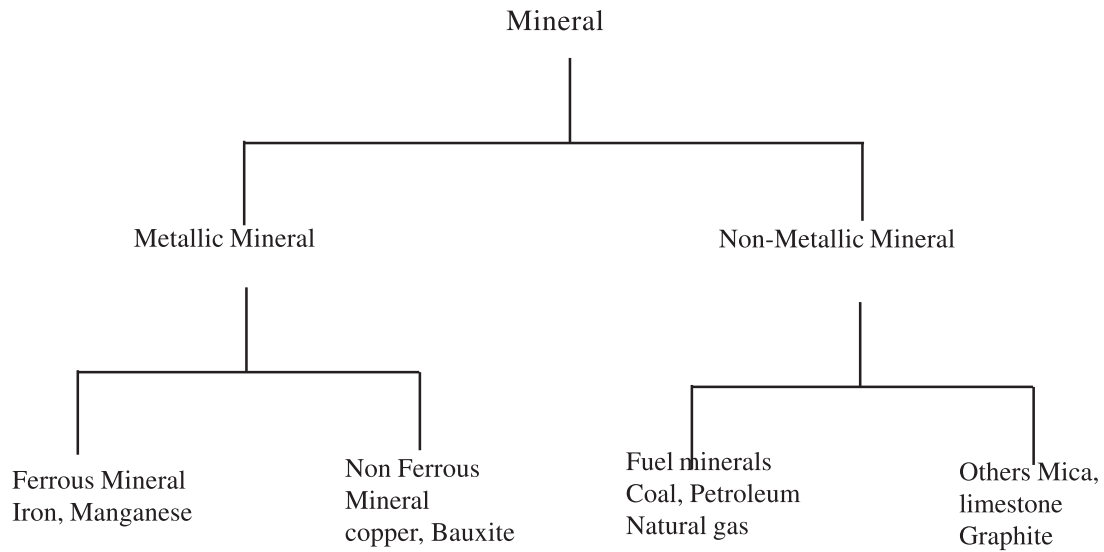 Mineral
Metallic Mineral
Non-Metallic Mineral
Ferrous Mineral
Iron, Manganese
Non Ferrous
Mineral
copper, Bauxite
Fuel minerals
Coal, Petroleum
Natural gas
Others Mica,
limestone
Graphite